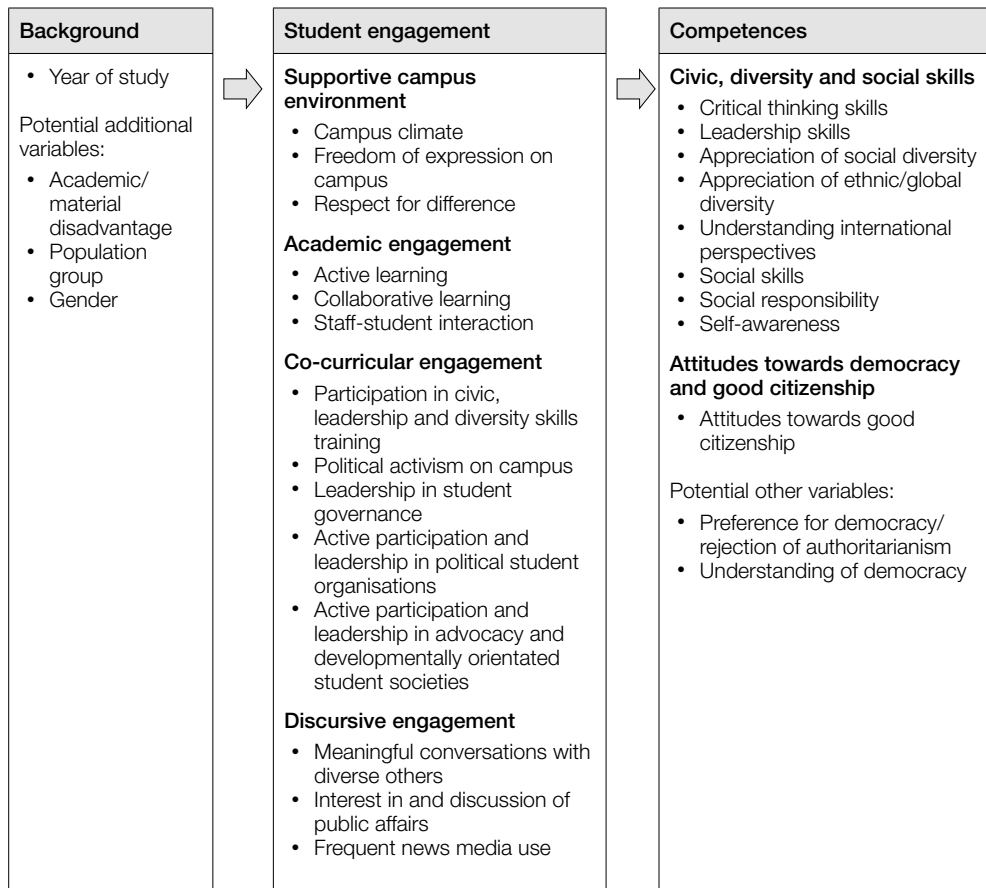 Background
• Year of study
Potential additional
variables:
• Academic/
material
disadvantage
• Population
group
• Gender
Student engagement
Supportive campus
environment
• Campus climate
• Freedom of expression on
campus
• Respect for difference
Academic engagement
• Active learning
• Collaborative learning
• Staff-student interaction
Co-curricular engagement
• Participation in civic,
leadership and diversity skills
training
• Political activism on campus
• Leadership in student
governance
• Active participation and
leadership in political student
organisations
• Active participation and
leadership in advocacy and
developmentally orientated
student societies
Discursive engagement
• Meaningful conversations with
diverse others
• Interest in and discussion of
public affairs
• Frequent news media use
Competences
Civic, diversity and social skills
• Critical thinking skills
• Leadership skills
• Appreciation of social diversity
• Appreciation of ethnic/global
diversity
• Understanding international
perspectives
• Social skills
• Social responsibility
• Self-awareness
Attitudes towards democracy
and good citizenship
• Attitudes towards good
citizenship
Potential other variables:
• Preference for democracy/
rejection of authoritarianism
• Understanding of democracy